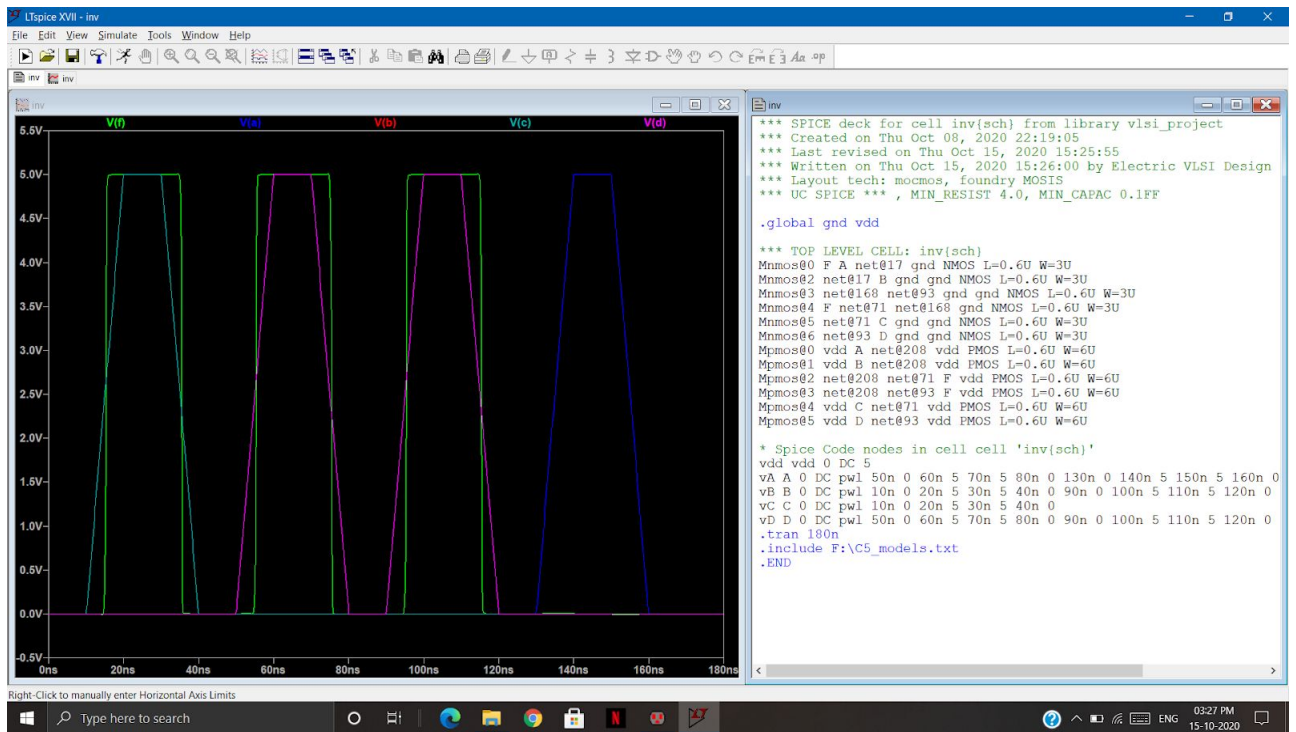 LTspice XVII - inv
File Edit View Simulate Tools Window Help
inv inv
inv
V(f) V(a) V(b) V(c) V(d)
5.5V
5.0V
4.5V
4.0V
3.5V
3.0V
2.5V
2.0V
1.5V
1.0V
0.5V
0.0V
-0.5V
0ns 20ns 40ns 60ns 80ns 100ns 120ns 140ns 160ns 180ns
inv
*** SPICE deck for cell inv{sch} from library vlsi_project
*** Created on Thu Oct 08, 2020 22:19:05
*** Last revised on Thu Oct 15, 2020 15:25:55
*** Written on Thu Oct 15, 2020 15:26:00 by Electric VLSI Design
*** Layout tech: mocmos, foundry MOSIS
*** UC SPICE *** , MIN_RESIST 4.0, MIN_CAPAC 0.1FF
.global gnd vdd
*** TOP LEVEL CELL: inv{sch}
Mnmos@0 F A net@17 gnd NMOS L=0.6U W=3U
Mnmos@2 net@17 B gnd gnd NMOS L=0.6U W=3U
Mnmos@3 net@168 net@93 gnd gnd NMOS L=0.6U W=3U
Mnmos@4 F net@71 net@168 gnd NMOS L=0.6U W=3U
Mnmos@5 net@71 C gnd gnd NMOS L=0.6U W=3U
Mnmos@6 net@93 D gnd gnd NMOS L=0.6U W=3U
Mpmos@0 vdd A net@208 vdd PMOS L=0.6U W=6U
Mpmos@1 vdd B net@208 vdd PMOS L=0.6U W=6U
Mpmos@2 net@208 net@71 F vdd PMOS L=0.6U W=6U
Mpmos@3 net@208 net@93 F vdd PMOS L=0.6U W=6U
Mpmos@4 vdd C net@71 vdd PMOS L=0.6U W=6U
Mpmos@5 vdd D net@93 vdd PMOS L=0.6U W=6U
* Spice Code nodes in cell cell 'inv{sch}'
vdd vdd 0 DC 5
vA A 0 DC pwl 50n 0 60n 5 70n 5 80n 0 130n 0 140n 5 150n 5 160n 0
vB B 0 DC pwl 10n 0 20n 5 30n 5 40n 0 90n 0 100n 5 110n 5 120n 0
vC C 0 DC pwl 10n 0 20n 5 30n 5 40n 0
vD D 0 DC pwl 50n 0 60n 5 70n 5 80n 0 90n 0 100n 5 110n 5 120n 0
.tran 180n
.include F:\C5_models.txt
.END
Right-Click to manually enter Horizontal Axis Limits
Type here to search
ENG
03:27 PM
15-10-2020